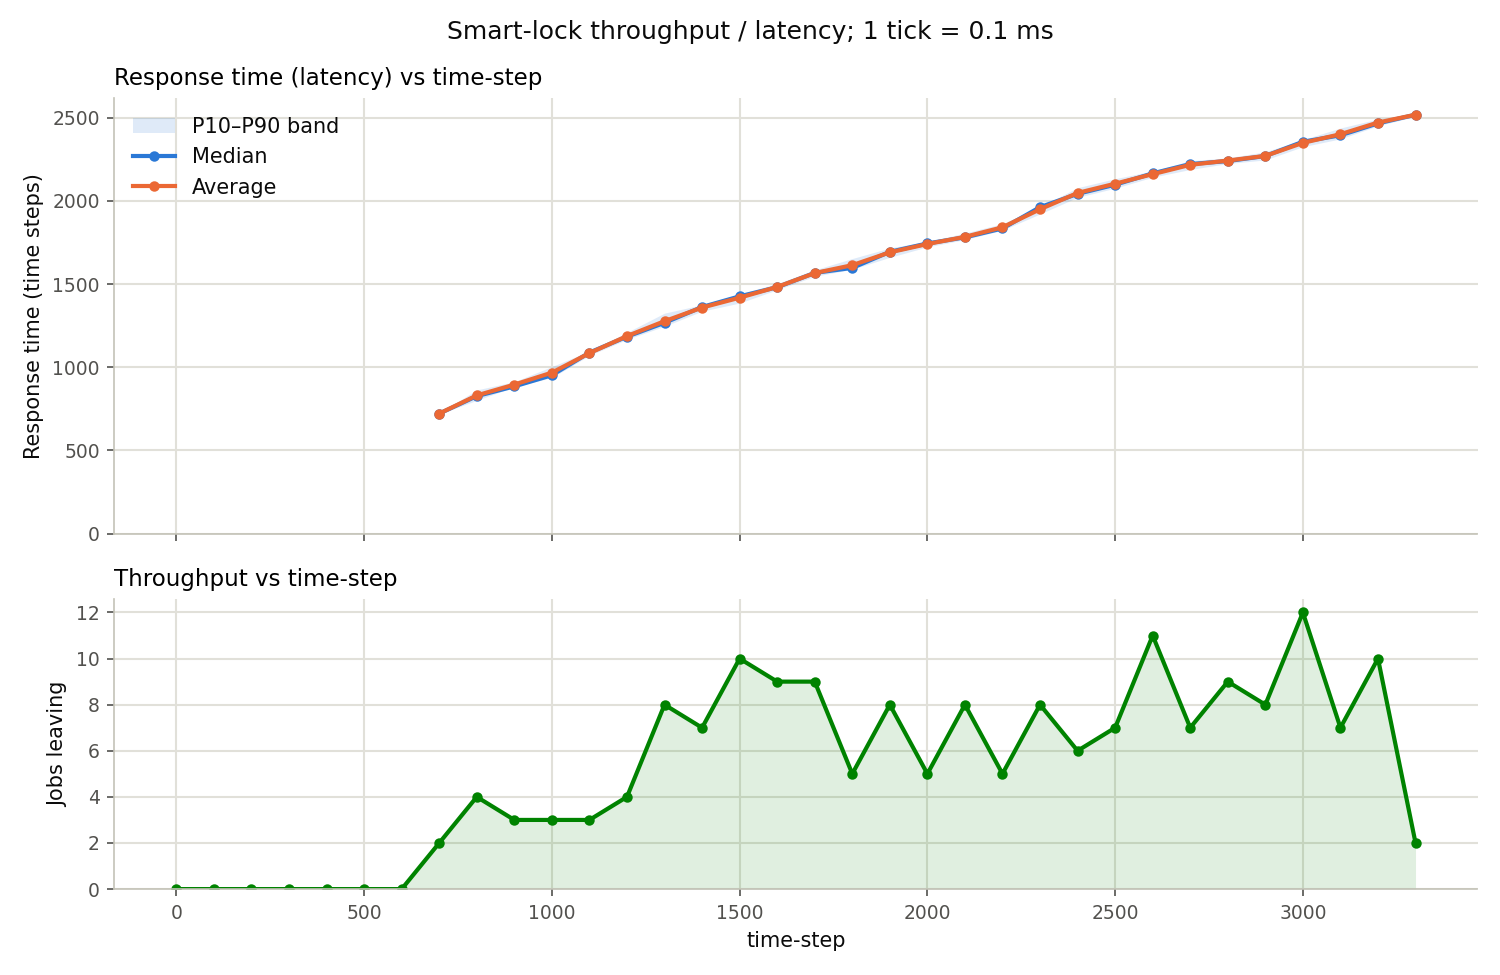 Smart-lock throughput / latency; 1 tick = 0.1 ms
Response time (latency) vs time-step
Response time (time steps)
2500
2000
1500
1000
500
0
P10–P90 band
Median
Average
Throughput vs time-step
Jobs leaving
12
10
8
6
4
2
0
0 500 1000 1500 2000 2500 3000
time-step